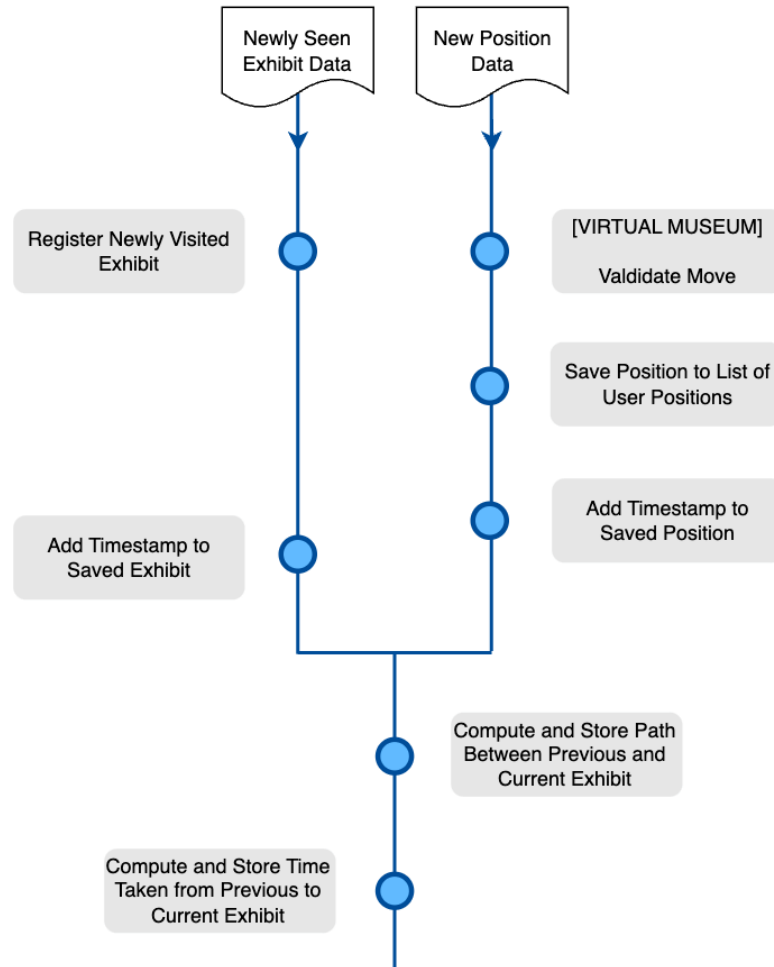 Newly Seen
Exhibit Data
New Position
Data
Register Newly Visited
Exhibit
[VIRTUAL MUSEUM]
Valdidate Move
Save Position to List of
User Positions
Add Timestamp to
Saved Position
Add Timestamp to
Saved Exhibit
Compute and Store Path
Between Previous and
Current Exhibit
Compute and Store Time
Taken from Previous to
Current Exhibit